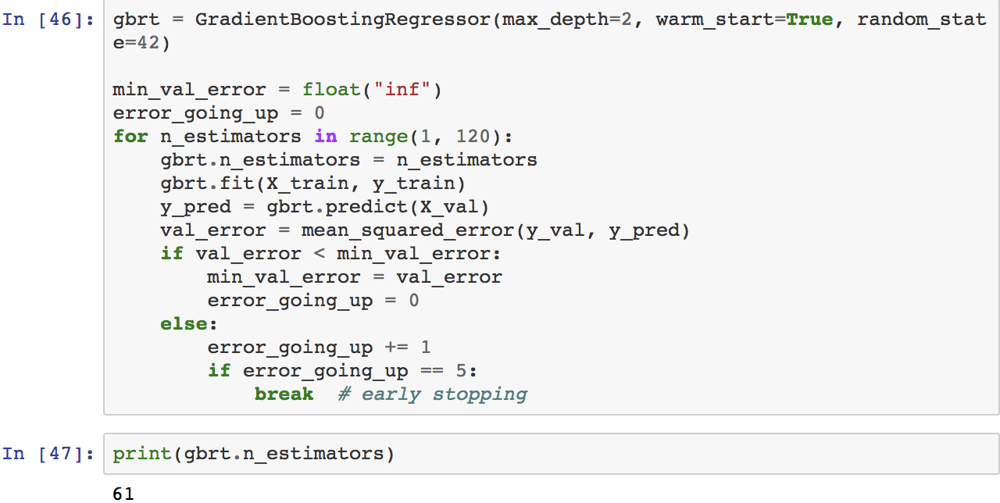 In [46]: gbrt = GradientBoostingRegressor(max_depth=2, warm_start=True, random_stat
e=42)

min_val_error = float("inf")
error_going_up = 0
for n_estimators in range(1, 120):
    gbrt.n_estimators = n_estimators
    gbrt.fit(X_train, y_train)
    y_pred = gbrt.predict(X_val)
    val_error = mean_squared_error(y_val, y_pred)
    if val_error < min_val_error:
        min_val_error = val_error
        error_going_up = 0
    else:
        error_going_up += 1
        if error_going_up == 5:
            break  # early stopping
In [47]: print(gbrt.n_estimators)
61